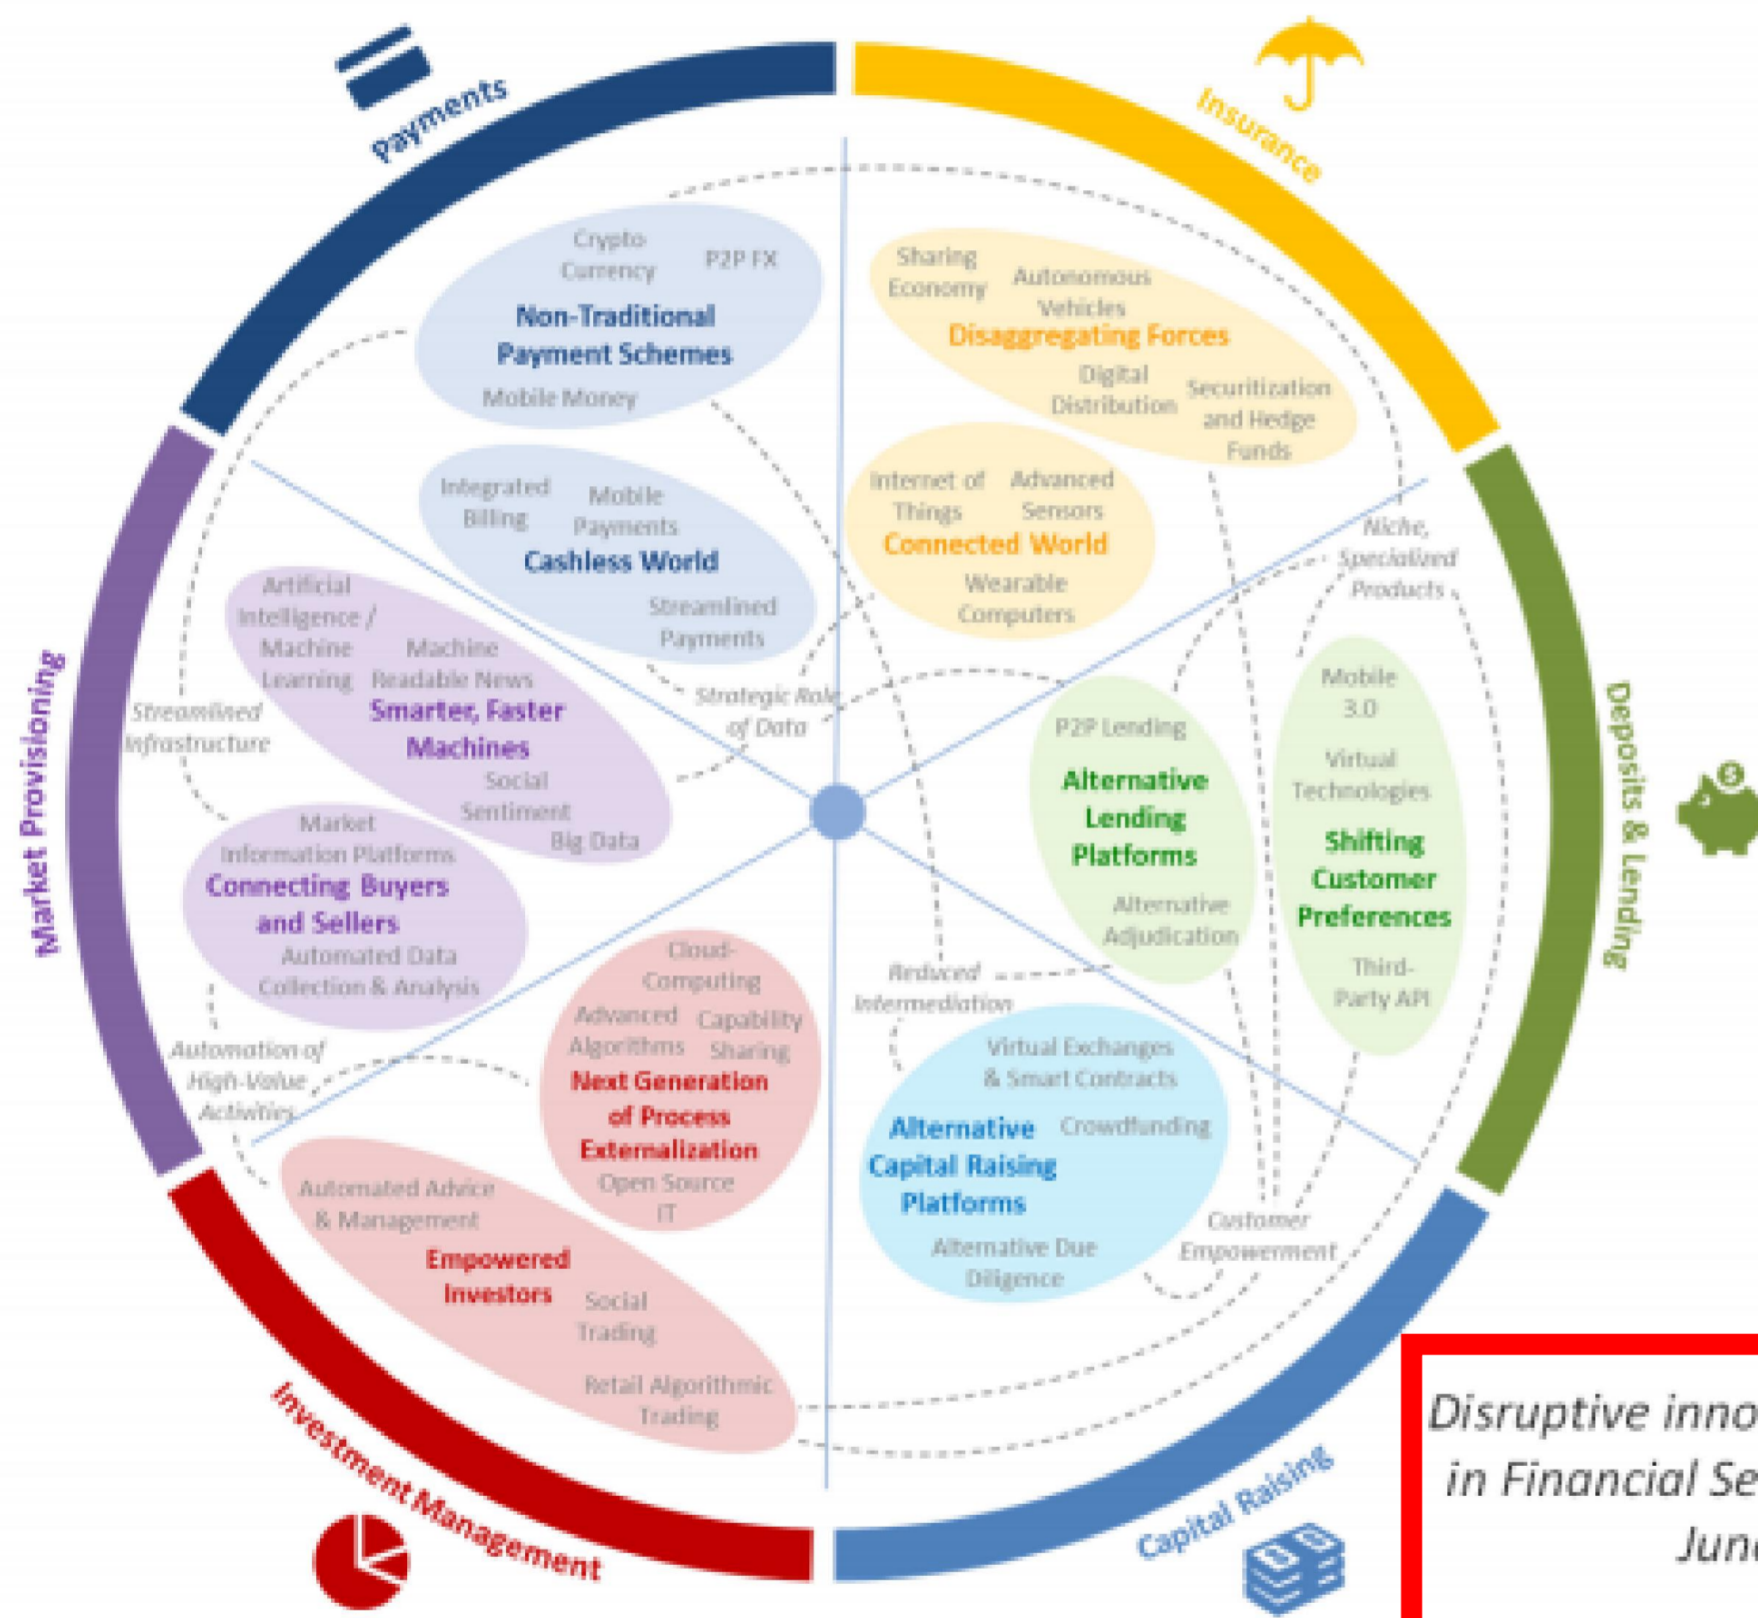 Payments
Crypto
Currency
P2P FX
Non-Traditional
Payment Schemes
Mobile Money
Integrated
Billing
Mobile
Payments
Cashless World
Streamlined
Payments
Insurance
Sharing
Economy
Autonomous
Vehicles
Disaggregating Forces
Digital
Distribution
Securitization
and Hedge
Funds
Internet of
Things
Advanced
Sensors
Connected World
Wearable
Computers
Niche,
Specialized
Products
Deposits & Lending
Mobile
3.0
Virtual
Technologies
Shifting
Customer
Preferences
Third-
Party API
P2P Lending
Alternative
Lending
Platforms
Alternative
Adjudication
Strategic Role
of Data
Market Provisioning
Artificial
Intelligence /
Machine
Learning
Machine
Readable News
Smarter, Faster
Machines
Social
Sentiment
Big Data
Streamlined
Infrastructure
Market
Information Platforms
Connecting Buyers
and Sellers
Automated Data
Collection & Analysis
Automation of
High-Value
Activities
Investment Management
Cloud-
Computing
Advanced
Algorithms
Capability
Sharing
Next Generation
of Process
Externalization
Open Source
IT
Automated Advice
& Management
Empowered
Investors
Social
Trading
Retail Algorithmic
Trading
Reduced
Intermediation
Capital Raising
Virtual Exchanges
& Smart Contracts
Crowdfunding
Alternative
Capital Raising
Platforms
Alternative Due
Diligence
Customer
Empowerment
Disruptive inno
in Financial Se
June